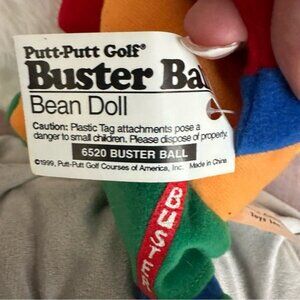 Putt-Putt Golf®
Buster Ba
Bean Doll
Caution: Plastic Tag attachments pose a
danger to small children. Please dispose of properly.
6520 BUSTER BALL
©1999, Putt-Putt Golf Courses of America, Inc. Made in China
BUSTER